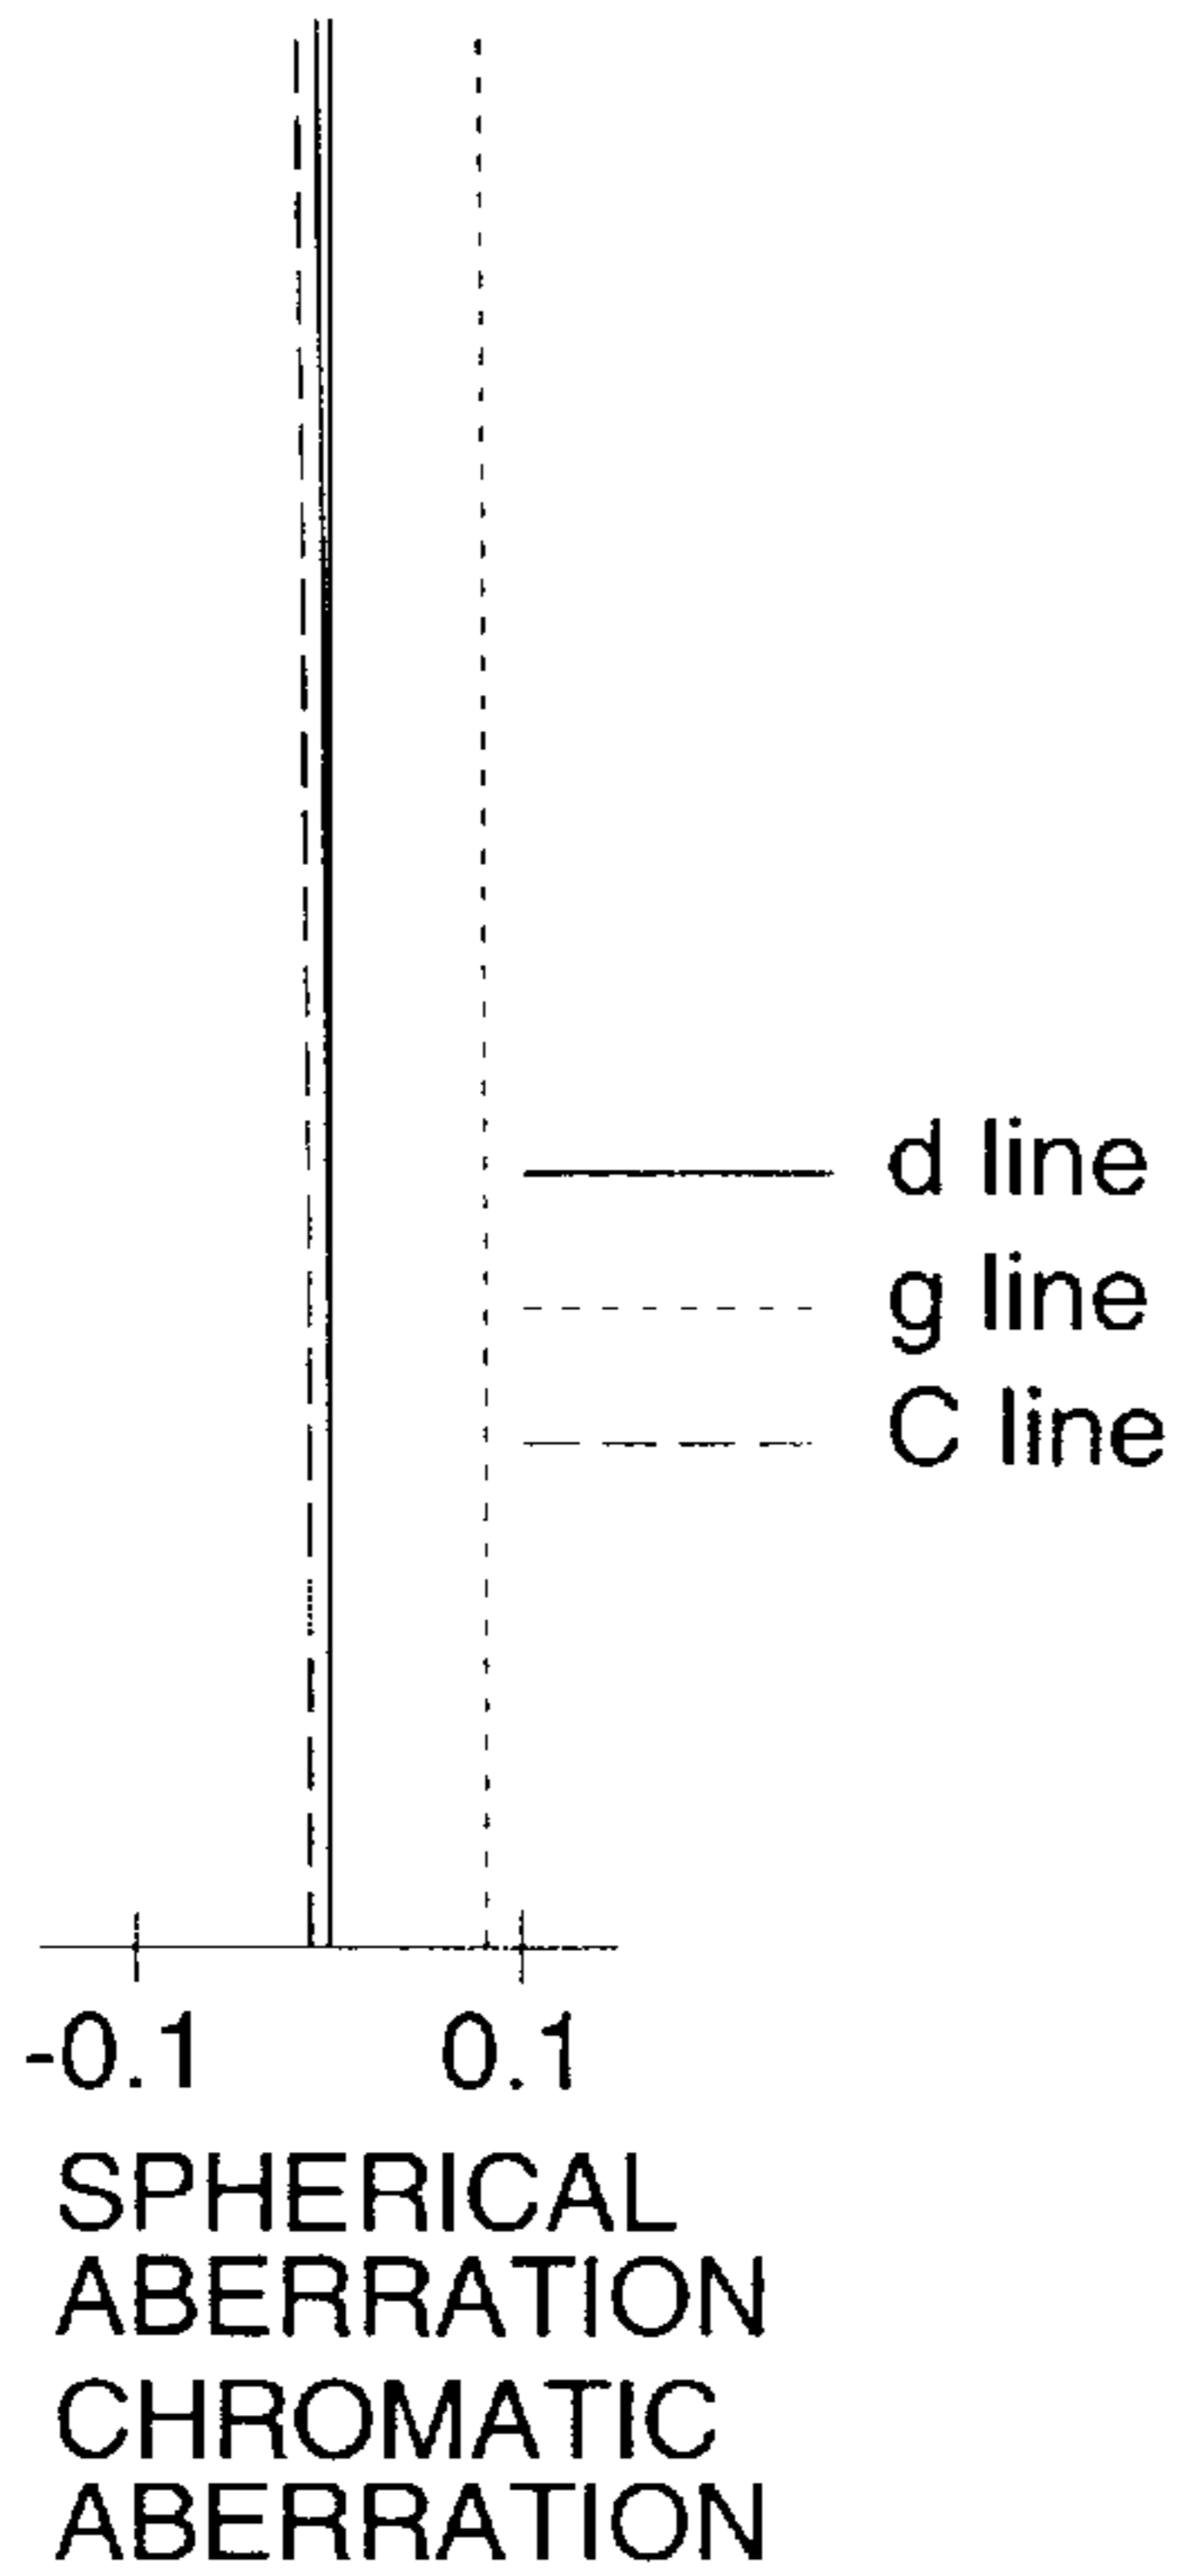 d line
g line
C line
-0.1 0.1
SPHERICAL
ABERRATION
CHROMATIC
ABERRATION